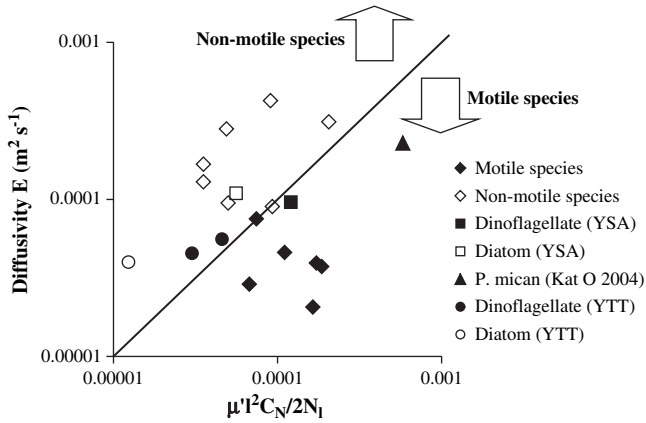 Non-motile species
Motile species
Diffusivity E (m² s⁻¹)
0.001
0.0001
0.00001
0.00001
0.0001
0.001
μ'l²C_N/2N_l
Motile species
Non-motile species
Dinoflagellate (YSA)
Diatom (YSA)
P. mican (Kat O 2004)
Dinoflagellate (YTT)
Diatom (YTT)